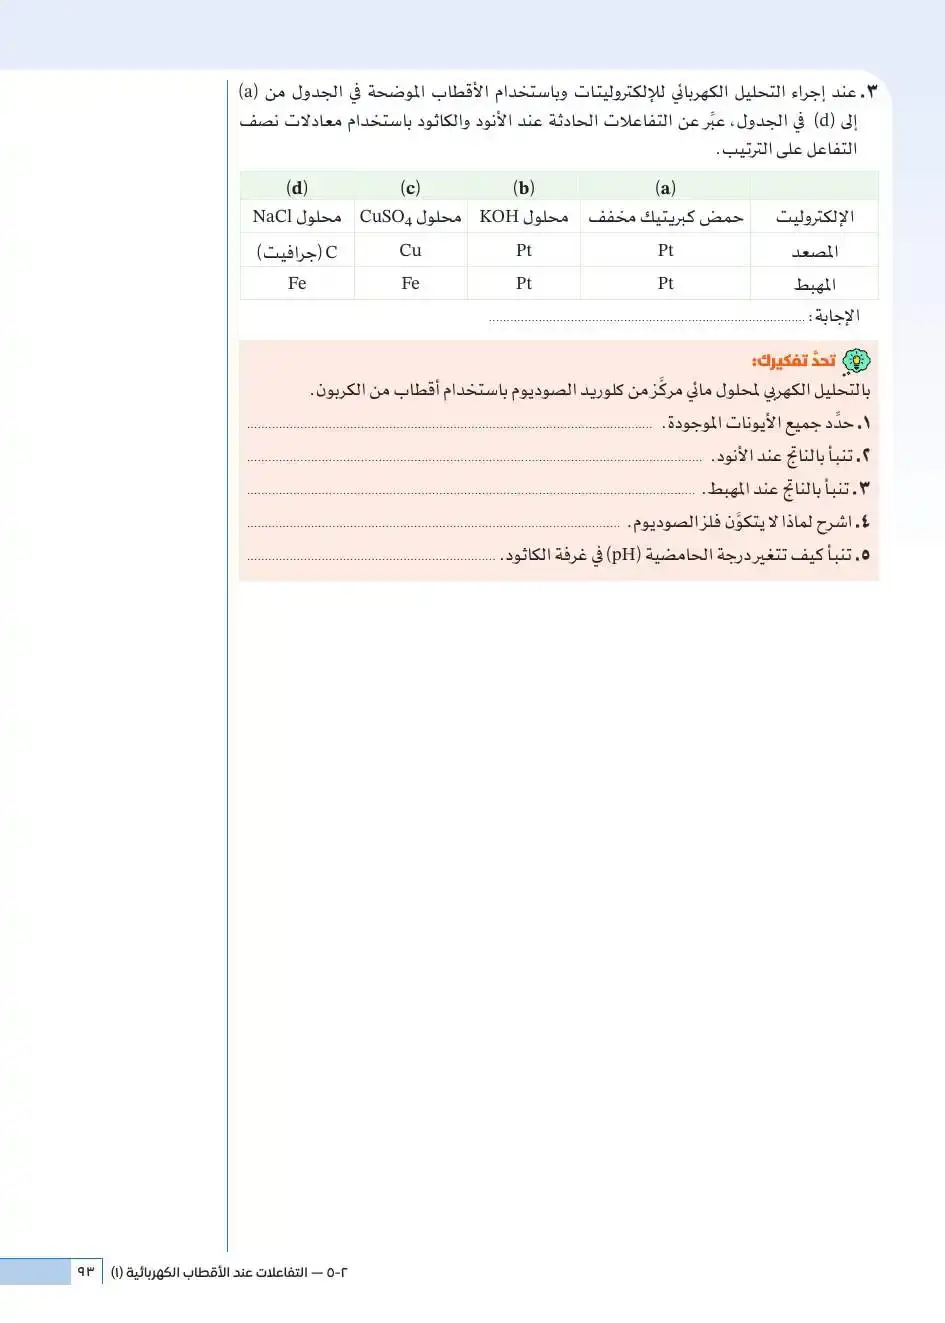 ٣. عند إجراء التحليل الكهربائي للإلكتروليتات وباستخدام الأقطاب الموضحة في الجدول من (a)
إلى (d) في الجدول، عبِّر عن التفاعلات الحادثة عند الأنود والكاثود باستخدام معادلات نصف
التفاعل على الترتيب.
(a) (b) (c) (d)
الإلكتروليت حمض كبريتيك مخفف محلول KOH محلول CuSO₄ محلول NaCl
المصعد Pt Pt Cu C (جرافيت)
المهبط Pt Pt Fe Fe
الإجابة: ........................................
تحدَّ تفكيرك:
بالتحليل الكهربي لمحلول مائي مركَّز من كلوريد الصوديوم باستخدام أقطاب من الكربون.
١. حدِّد جميع الأيونات الموجودة. ........................................
٢. تنبأ بالناتج عند الأنود. ........................................
٣. تنبأ بالناتج عند المهبط. ........................................
٤. اشرح لماذا لا يتكوَّن فلز الصوديوم. ........................................
٥. تنبأ كيف تتغير درجة الحامضية (pH) في غرفة الكاثود. ........................................
٢-٥ — التفاعلات عند الأقطاب الكهربائية (١) ٩٣